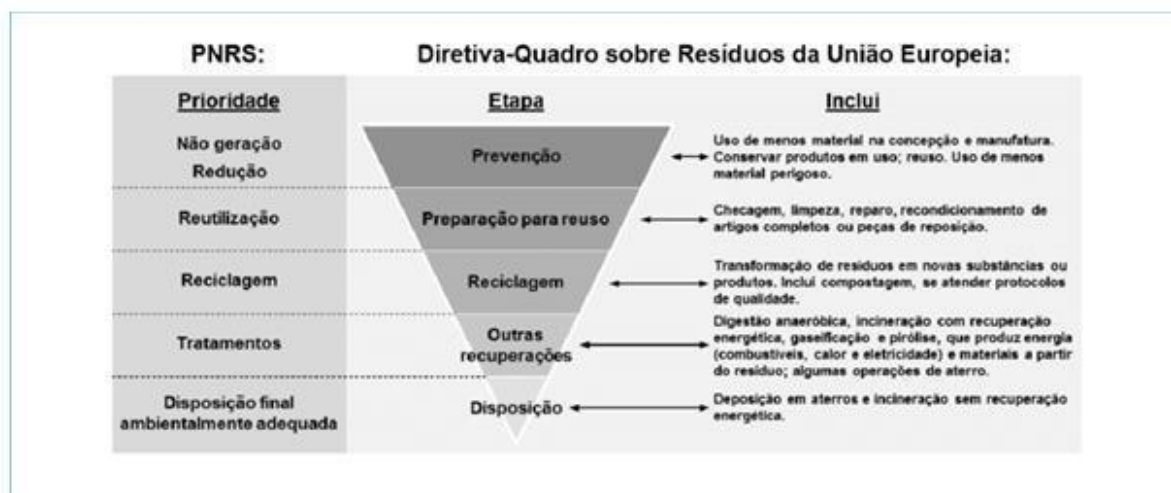 PNRS:
Diretiva-Quadro sobre Resíduos da União Europeia:
Prioridade
Etapa
Inclui
Não geração
Redução
Prevenção
Uso de menos material na concepção e manufatura.
Conservar produtos em uso; reuso. Uso de menos
material perigoso.
Reutilização
Preparação para reuso
Checagem, limpeza, reparo, recondicionamento de
artigos completos ou peças de reposição.
Reciclagem
Reciclagem
Transformação de resíduos em novas substâncias ou
produtos. Inclui compostagem, se atender protocolos
de qualidade.
Tratamentos
Outras
recuperações
Digestão anaeróbica, incineração com recuperação
energética, gaseificação e pirólise, que produz energia
(combustíveis, calor e eletricidade) e materiais a partir
do resíduo; algumas operações de aterro.
Disposição final
ambientalmente adequada
Disposição
Deposição em aterros e incineração sem recuperação
energética.